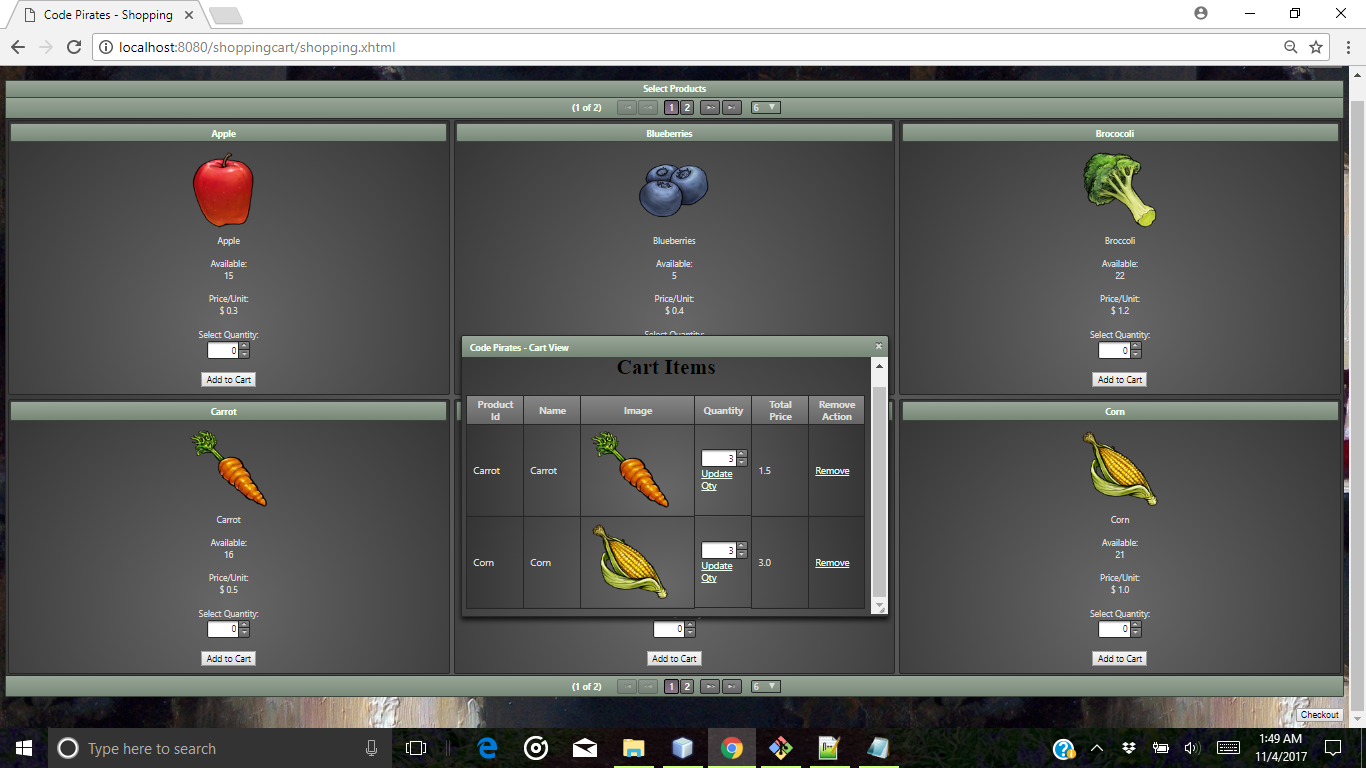 Code Pirates - Shopping
localhost:8080/shoppingcart/shopping.xhtml
Select Products
(1 of 2) 1 2 6
Apple
Blueberries
Brococoli
Apple
Blueberries
Broccoli
Available:
15
Available:
5
Available:
22
Price/Unit:
$ 0.3
Price/Unit:
$ 0.4
Price/Unit:
$ 1.2
Select Quantity:
0
Add to Cart
Select Quantity:
Select Quantity:
0
Add to Cart
Code Pirates - Cart View
Cart Items
Product Id Name Image Quantity Total Price Remove Action
Carrot Carrot 3 Update Qty 1.5 Remove
Corn Corn 3 Update Qty 3.0 Remove
Carrot
Corn
Carrot
Corn
Available:
16
Available:
21
Price/Unit:
$ 0.5
Price/Unit:
$ 1.0
Select Quantity:
0
Add to Cart
0
Add to Cart
Select Quantity:
0
Add to Cart
(1 of 2) 1 2 6
Checkout
Type here to search
1:49 AM
11/4/2017